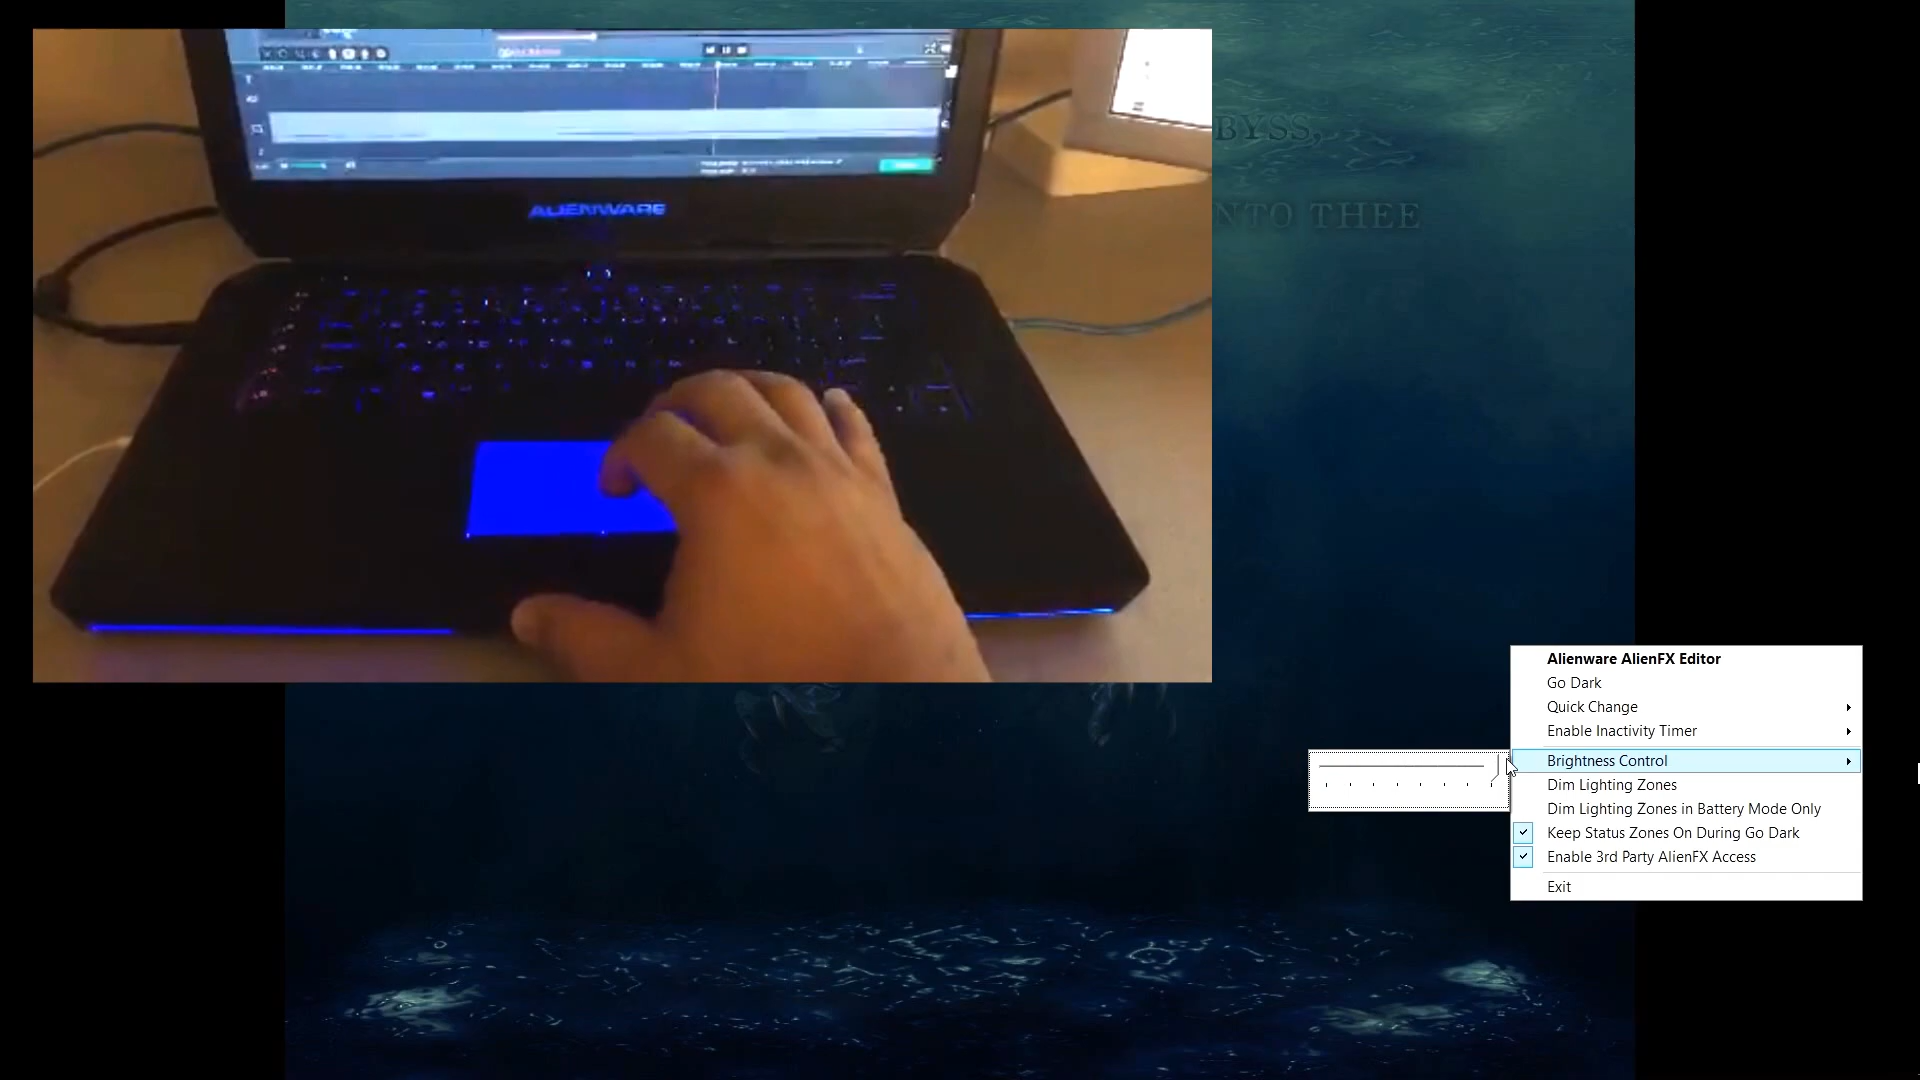 BYSS,
NTO THEE
ALIENWARE
Alienware AlienFX Editor
Go Dark
Quick Change
Enable Inactivity Timer
Brightness Control
Dim Lighting Zones
Dim Lighting Zones in Battery Mode Only
Keep Status Zones On During Go Dark
Enable 3rd Party AlienFX Access
Exit